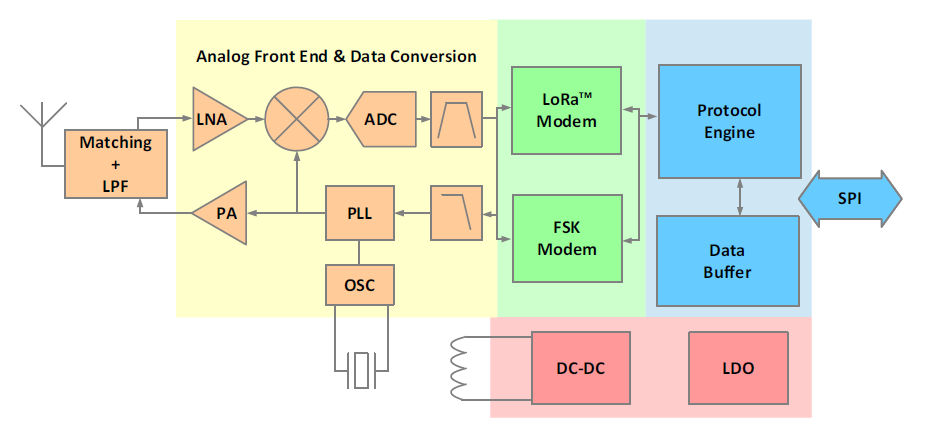 Analog Front End & Data Conversion
LNA
ADC
LoRa™
Modem
Protocol
Engine
Matching
+
LPF
PA
PLL
FSK
Modem
Data
Buffer
SPI
OSC
DC-DC
LDO